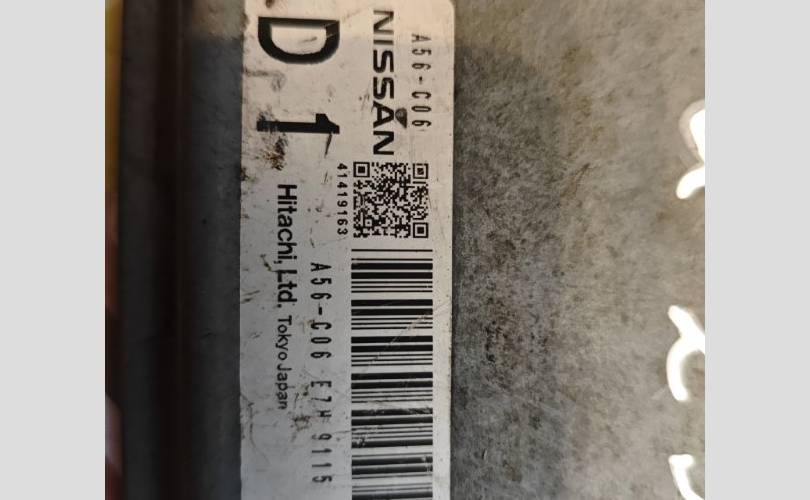 A56-C06
NISSAN
D 1
41419163
A56-C06 E7H 9115
Hitachi, Ltd. Tokyo Japan